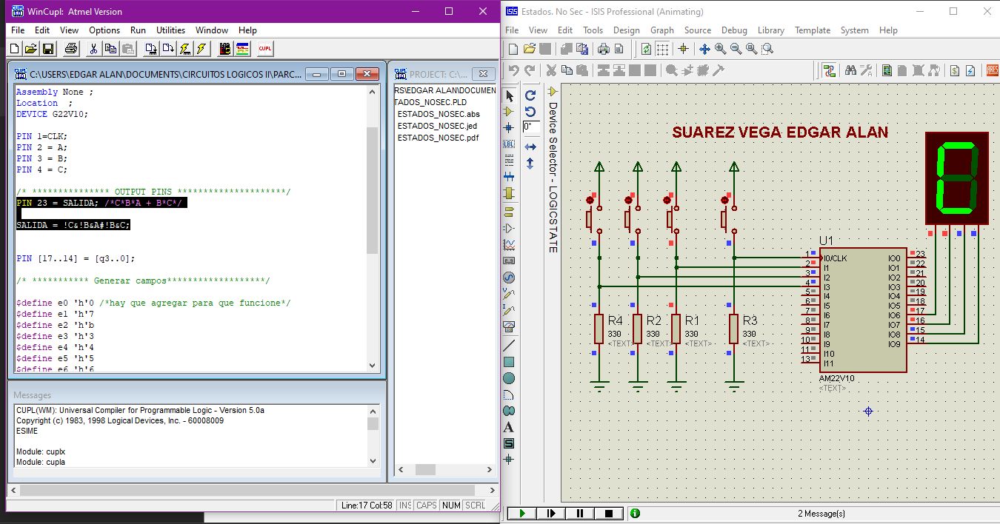 WinCupl: Atmel Version
File Edit View Options Run Utilities Window Help
CUPL
C:\USERS\EDGAR ALAN\DOCUMENTS\CIRCUITOS LOGICOS II\PARC...
Assembly None ;
Location  ;
DEVICE G22V10;
PIN 1=CLK;
PIN 2 = A;
PIN 3 = B;
PIN 4 = C;
/* *************** OUTPUT PINS *********************/
PIN 23 = SALIDA; /*C*B*A + B*C*/
SALIDA = !C&!B&A#!B&C;
PIN [17..14] = [q3..0];
/* *********** Generar campos*******************/
$define e0 'h'0 /*hay que agregar para que funcione*/
$define e1 'h'7
$define e2 'h'b
$define e3 'h'3
$define e4 'h'4
$define e5 'h'5
$define e6 'h'6
PROJECT: C:\...
RS\EDGAR ALAN\DOCUMEN
TADOS_NOSEC.PLD
ESTADOS_NOSEC.abs
ESTADOS_NOSEC.jed
ESTADOS_NOSEC.pdf
Messages
CUPL(WM): Universal Compiler for Programmable Logic - Version 5.0a
Copyright (c) 1983, 1998 Logical Devices, Inc. - 60008009
ESIME
Module: cuplx
Module: cupla
Line:17 Col:58 INS CAPS NUM SCRL
ISIS Estados. No Sec - ISIS Professional (Animating)
File View Edit Tools Design Graph Source Debug Library Template System Help
ARES
0°
LBL
A
S
Device Selector - LOGICSTATE
SUAREZ VEGA EDGAR ALAN
U1
1 I0/CLK IO0 23
2 I1 IO1 22
3 I2 IO2 21
4 I3 IO3 20
5 I4 IO4 19
6 I5 IO5 18
7 I6 IO6 17
8 I7 IO7 16
9 I8 IO8 15
10 I9 IO9 14
11 I10
13 I11
AM22V10
<TEXT>
R4 R2 R1 R3
330 330 330 330
<TEXT> <TEXT> <TEXT> <TEXT>
2 Message(s)